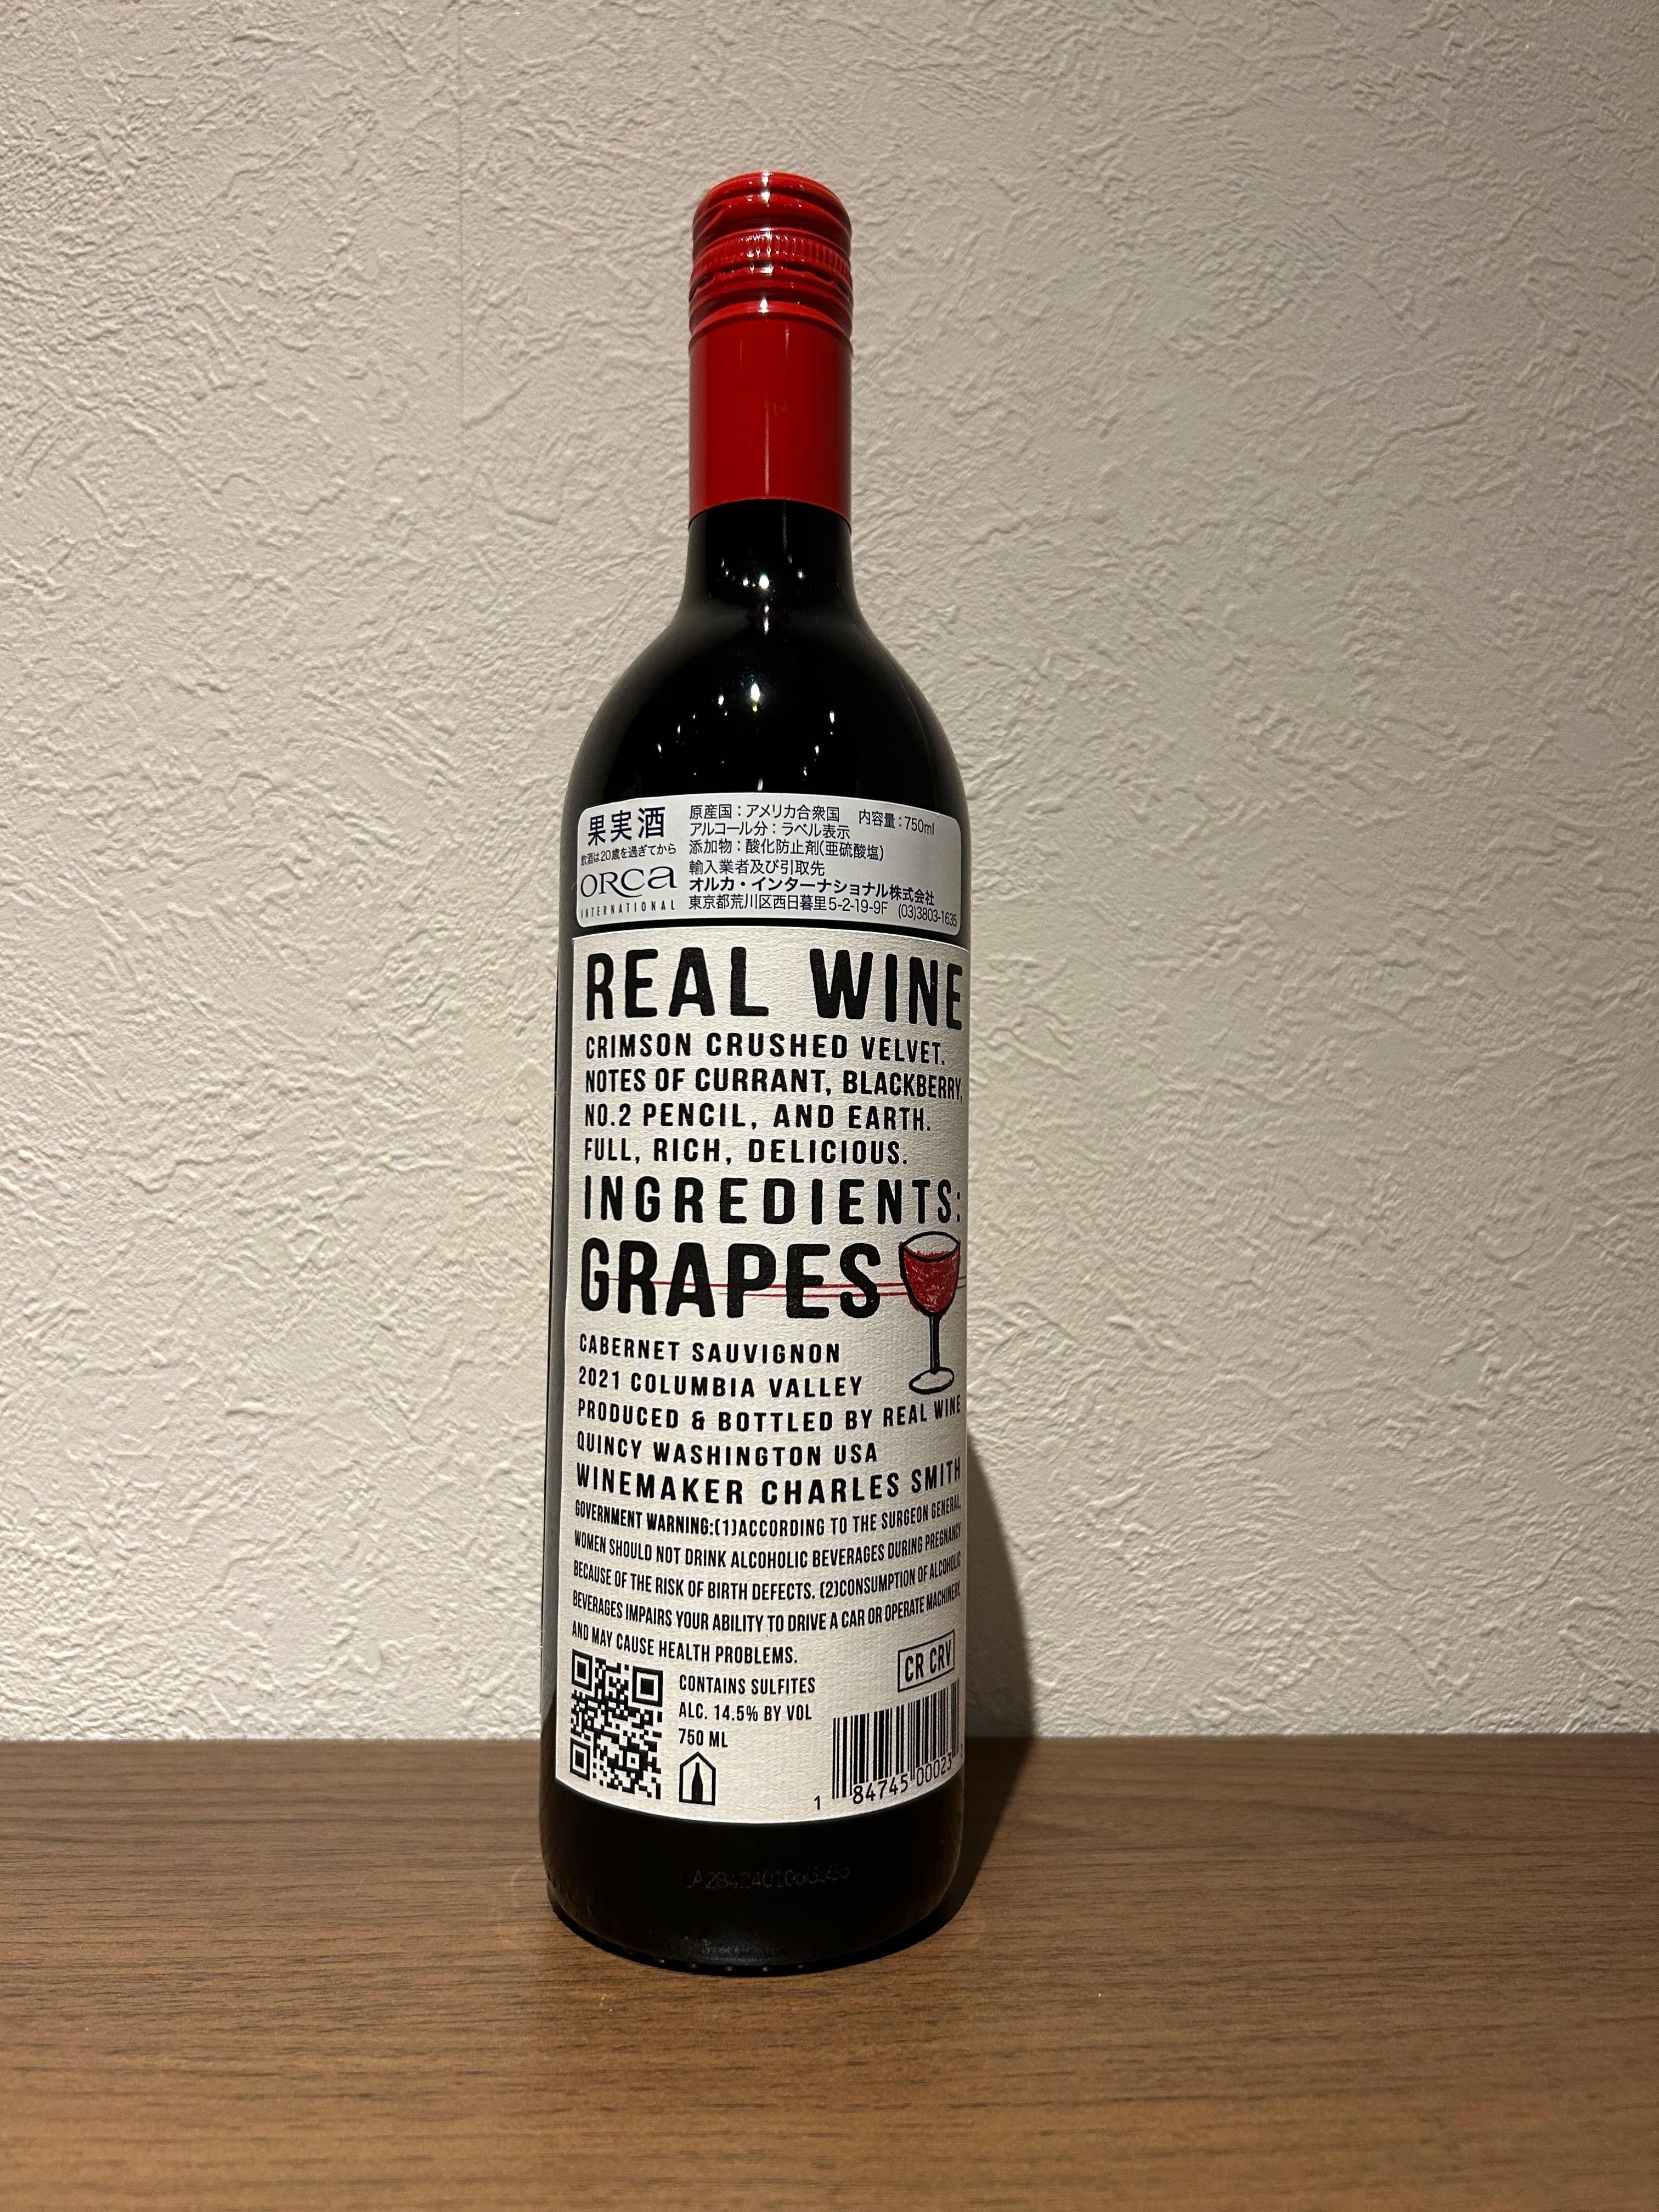 果実酒
飲酒は20歳を過ぎてから
ORCA
INTERNATIONAL
原産国：アメリカ合衆国 内容量：750ml
アルコール分：ラベル表示
添加物：酸化防止剤(亜硫酸塩)
輸入業者及び引取先
オルカ・インターナショナル株式会社
東京都荒川区西日暮里5-2-19-9F (03)3803-1635
REAL WINE
CRIMSON CRUSHED VELVET.
NOTES OF CURRANT, BLACKBERRY,
NO.2 PENCIL, AND EARTH.
FULL, RICH, DELICIOUS.
INGREDIENTS:
GRAPES
CABERNET SAUVIGNON
2021 COLUMBIA VALLEY
PRODUCED & BOTTLED BY REAL WINE
QUINCY WASHINGTON USA
WINEMAKER CHARLES SMITH
GOVERNMENT WARNING:(1)ACCORDING TO THE SURGEON GENERAL,
WOMEN SHOULD NOT DRINK ALCOHOLIC BEVERAGES DURING PREGNANCY
BECAUSE OF THE RISK OF BIRTH DEFECTS. (2)CONSUMPTION OF ALCOHOLIC
BEVERAGES IMPAIRS YOUR ABILITY TO DRIVE A CAR OR OPERATE MACHINERY,
AND MAY CAUSE HEALTH PROBLEMS.
CR CRV
CONTAINS SULFITES
ALC. 14.5% BY VOL
750 ML
1 84745 00023